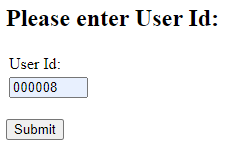 Please enter User Id:
User Id:
000008
Submit